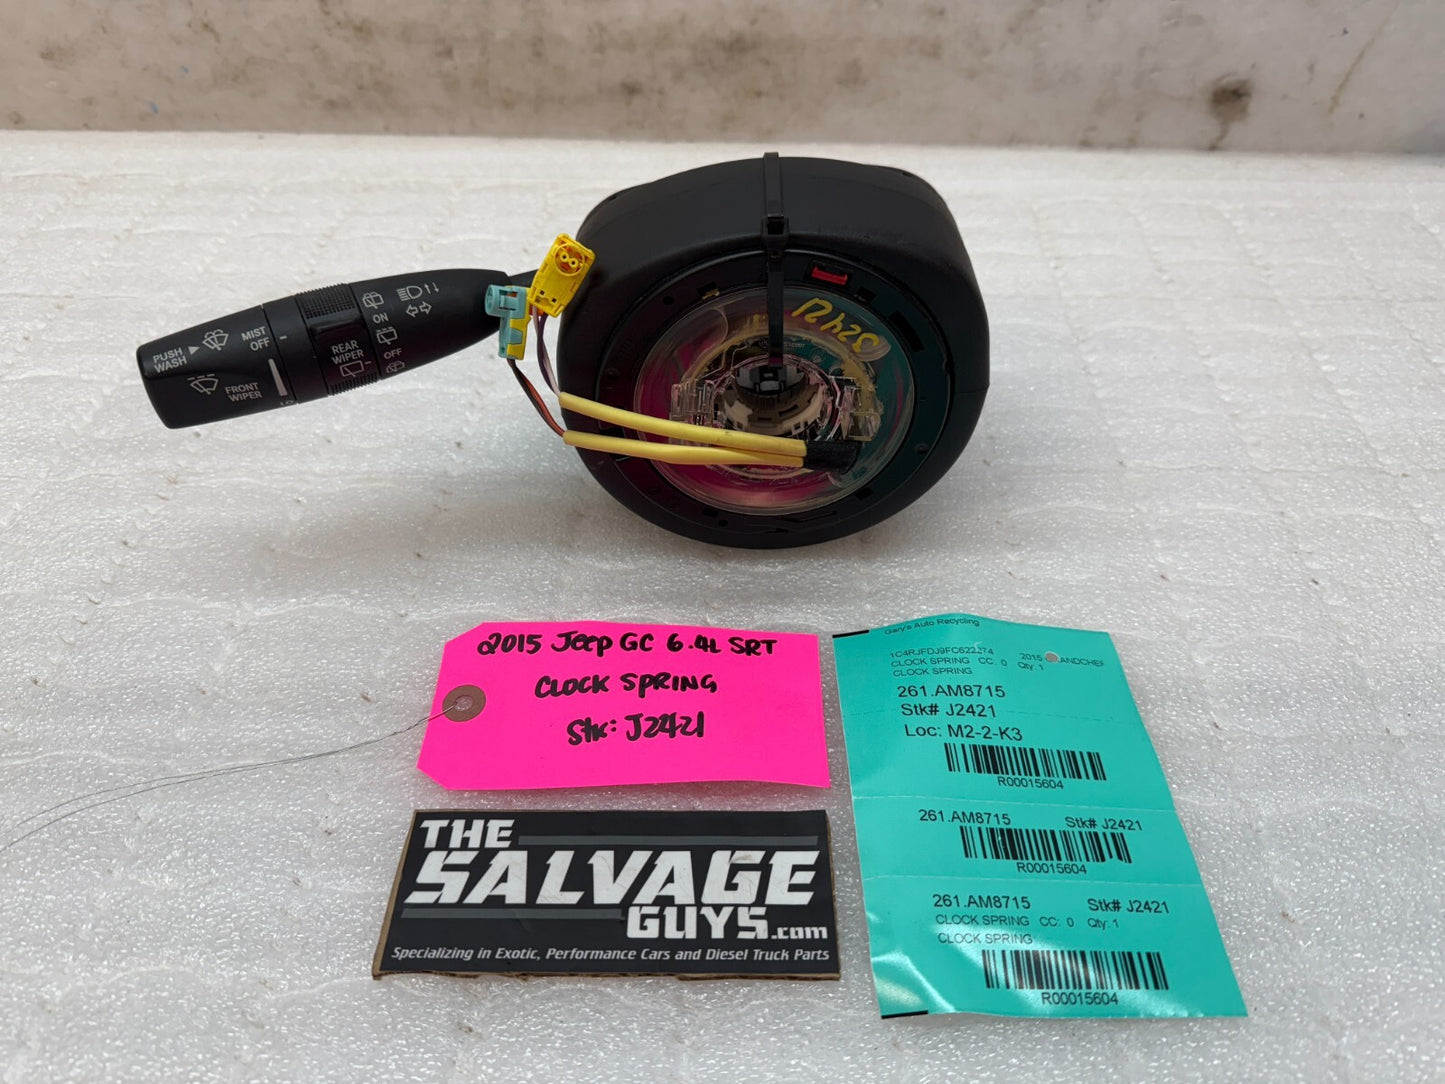 MIST
OFF
PUSH
WASH
FRONT
WIPER
LO
REAR
WIPER
ON
OFF
J2421
2015 Jeep GC 6.4L SRT
CLOCK SPRING
Stk: J2421
THE
SALVAGE
GUYS.com
Specializing in Exotic, Performance Cars and Diesel Truck Parts
Gary's Auto Recycling
2015
CLOCK SPRING CC: 0 Qty: 1
CLOCK SPRING
261.AM8715
Stk# J2421
Loc: M2-2-K3
R00015604
261.AM8715 Stk# J2421
R00015604
261.AM8715 Stk# J2421
CLOCK SPRING CC: 0 Qty: 1
CLOCK SPRING
R00015604